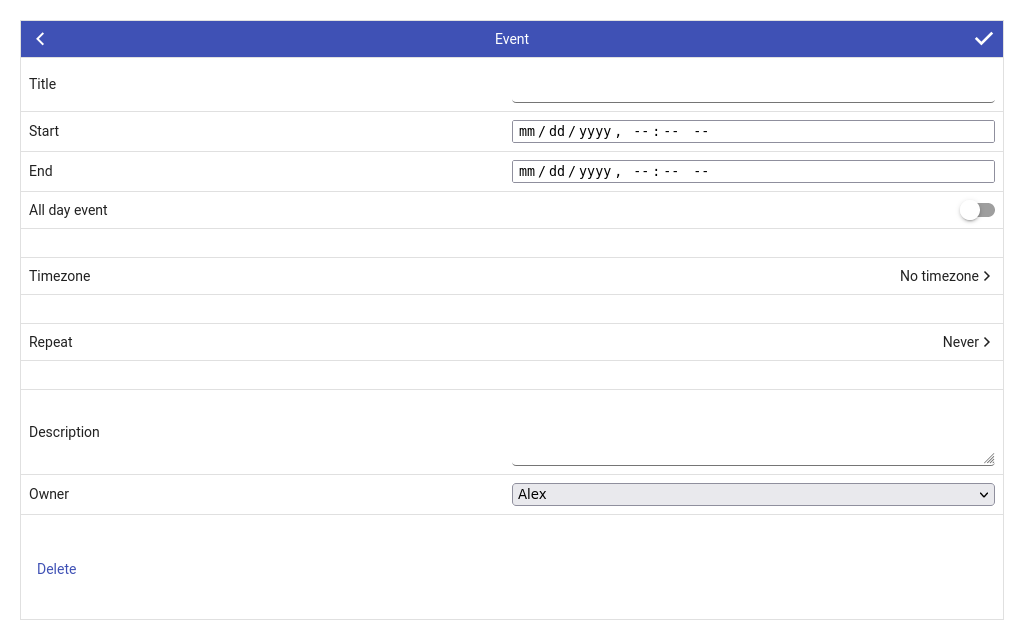 Event
Title
Start mm/dd/yyyy, --:-- --
End mm/dd/yyyy, --:-- --
All day event
Timezone No timezone
Repeat Never
Description
Owner Alex
Delete